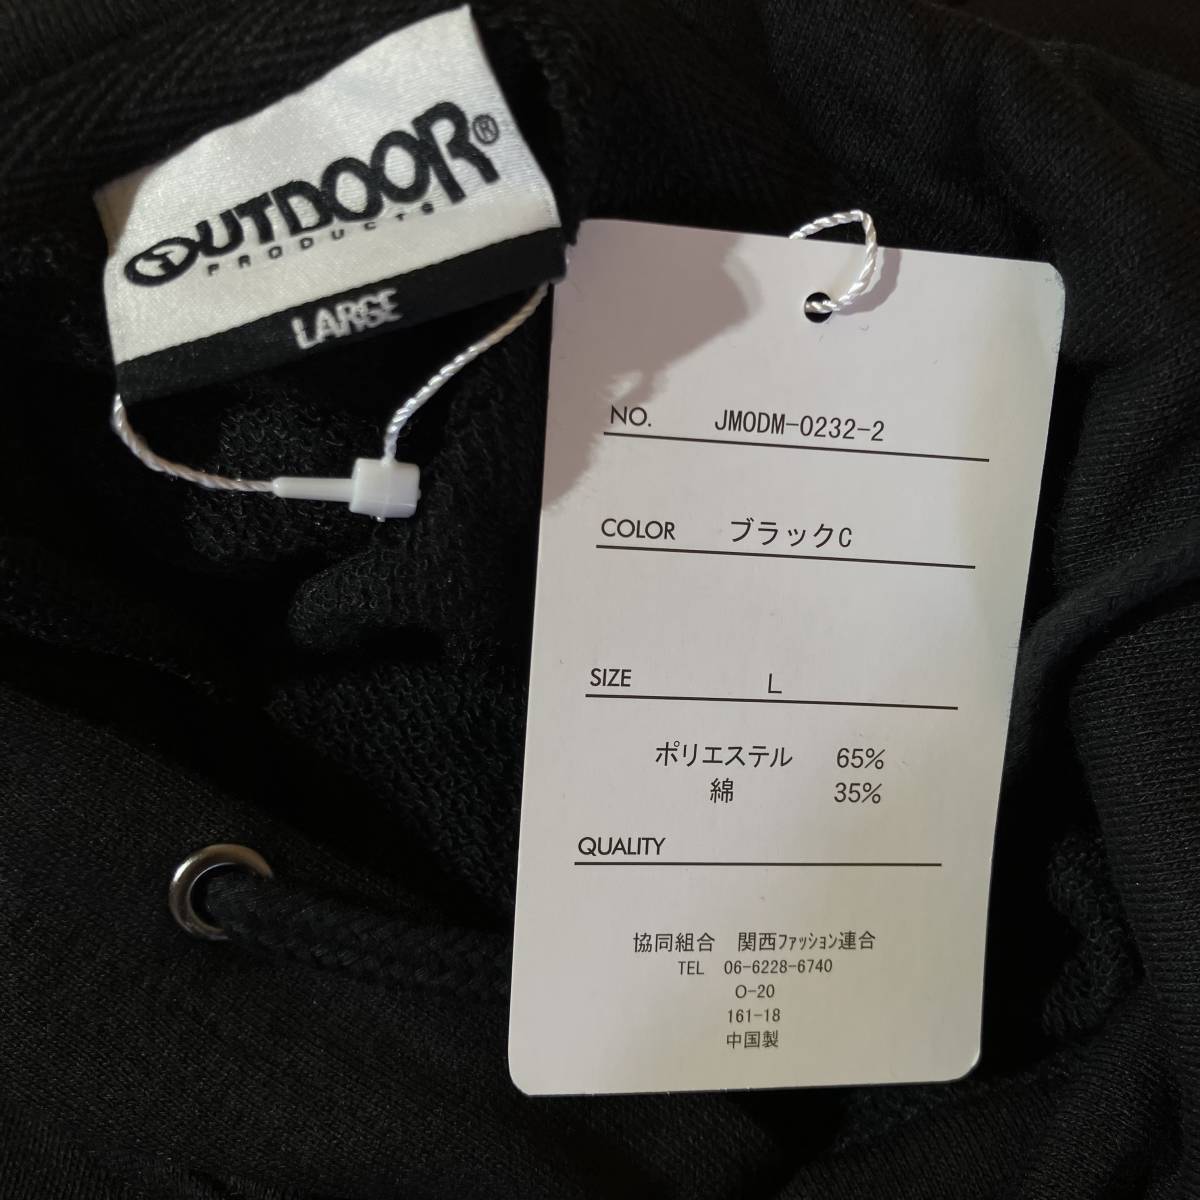 OUTDOOR®
PRODUCTS
LARGE
NO. JMODM-0232-2
COLOR ブラックC
SIZE L
ポリエステル 65%
綿 35%
QUALITY
協同組合 関西ﾌｧｯｼｮﾝ連合
TEL 06-6228-6740
O-20
161-18
中国製